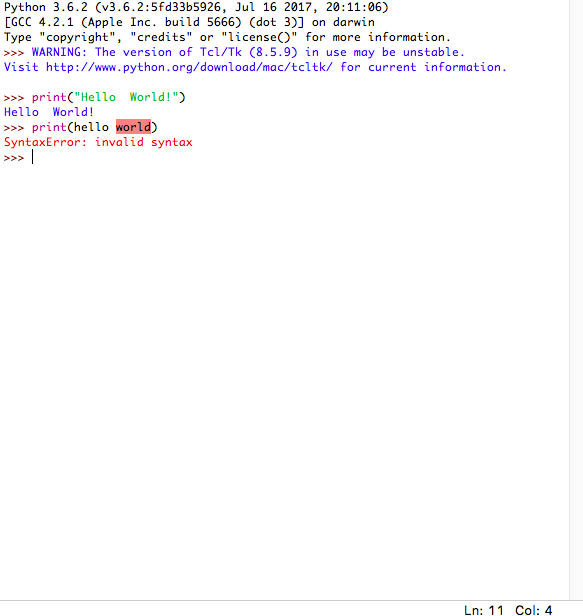 Python 3.6.2 (v3.6.2:5fd33b5926, Jul 16 2017, 20:11:06)
[GCC 4.2.1 (Apple Inc. build 5666) (dot 3)] on darwin
Type "copyright", "credits" or "license()" for more information.
>>> WARNING: The version of Tcl/Tk (8.5.9) in use may be unstable.
Visit http://www.python.org/download/mac/tcltk/ for current information.
>>> print("Hello  World!")
Hello  World!
>>> print(hello world)
SyntaxError: invalid syntax
>>>
Ln: 11 Col: 4